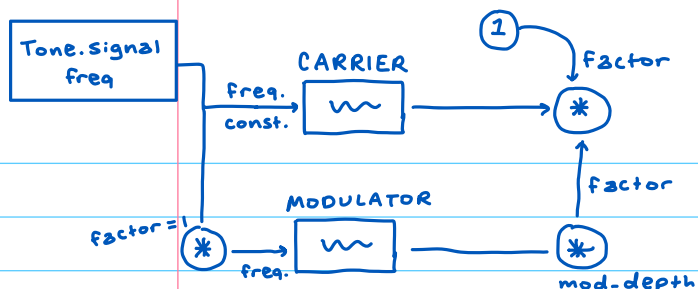 Tone.signal
freq
1
factor
CARRIER
freq.
const.
*
factor
MODULATOR
factor = 1
*
freq.
*
mod-depth